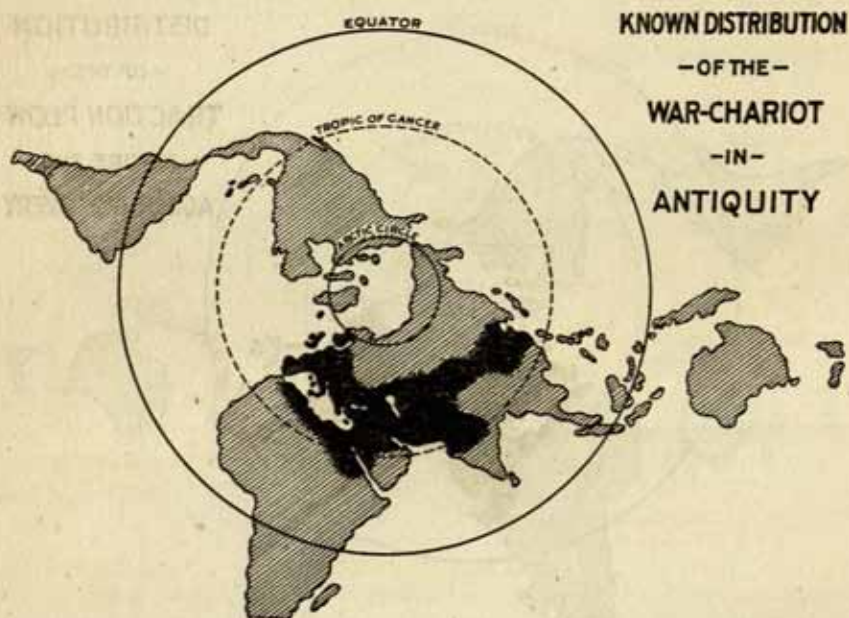 KNOWN DISTRIBUTION
—OF THE—
WAR-CHARIOT
—IN—
ANTIQUITY
EQUATOR
TROPIC OF CANCER
ARCTIC CIRCLE